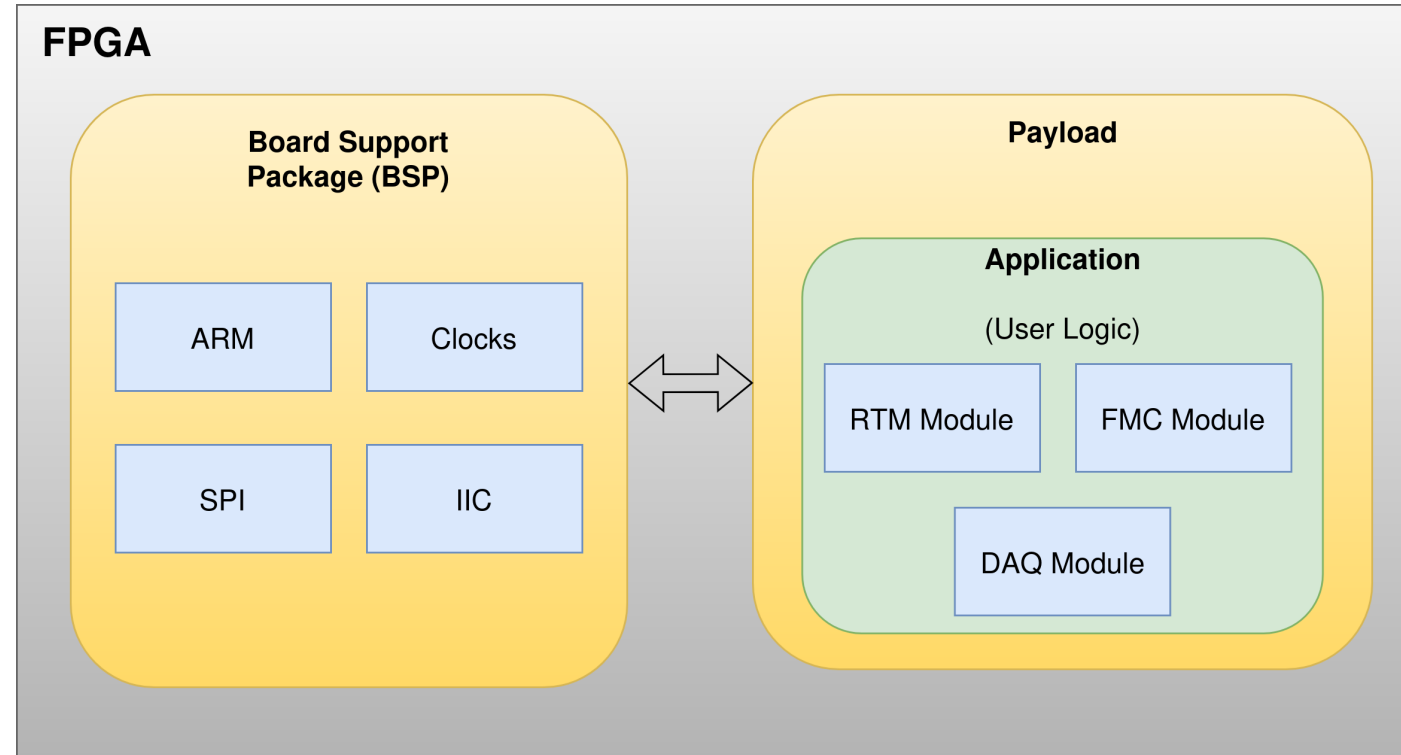 FPGA
Board Support
Package (BSP)
ARM
Clocks
SPI
IIC
Payload
Application
(User Logic)
RTM Module
FMC Module
DAQ Module